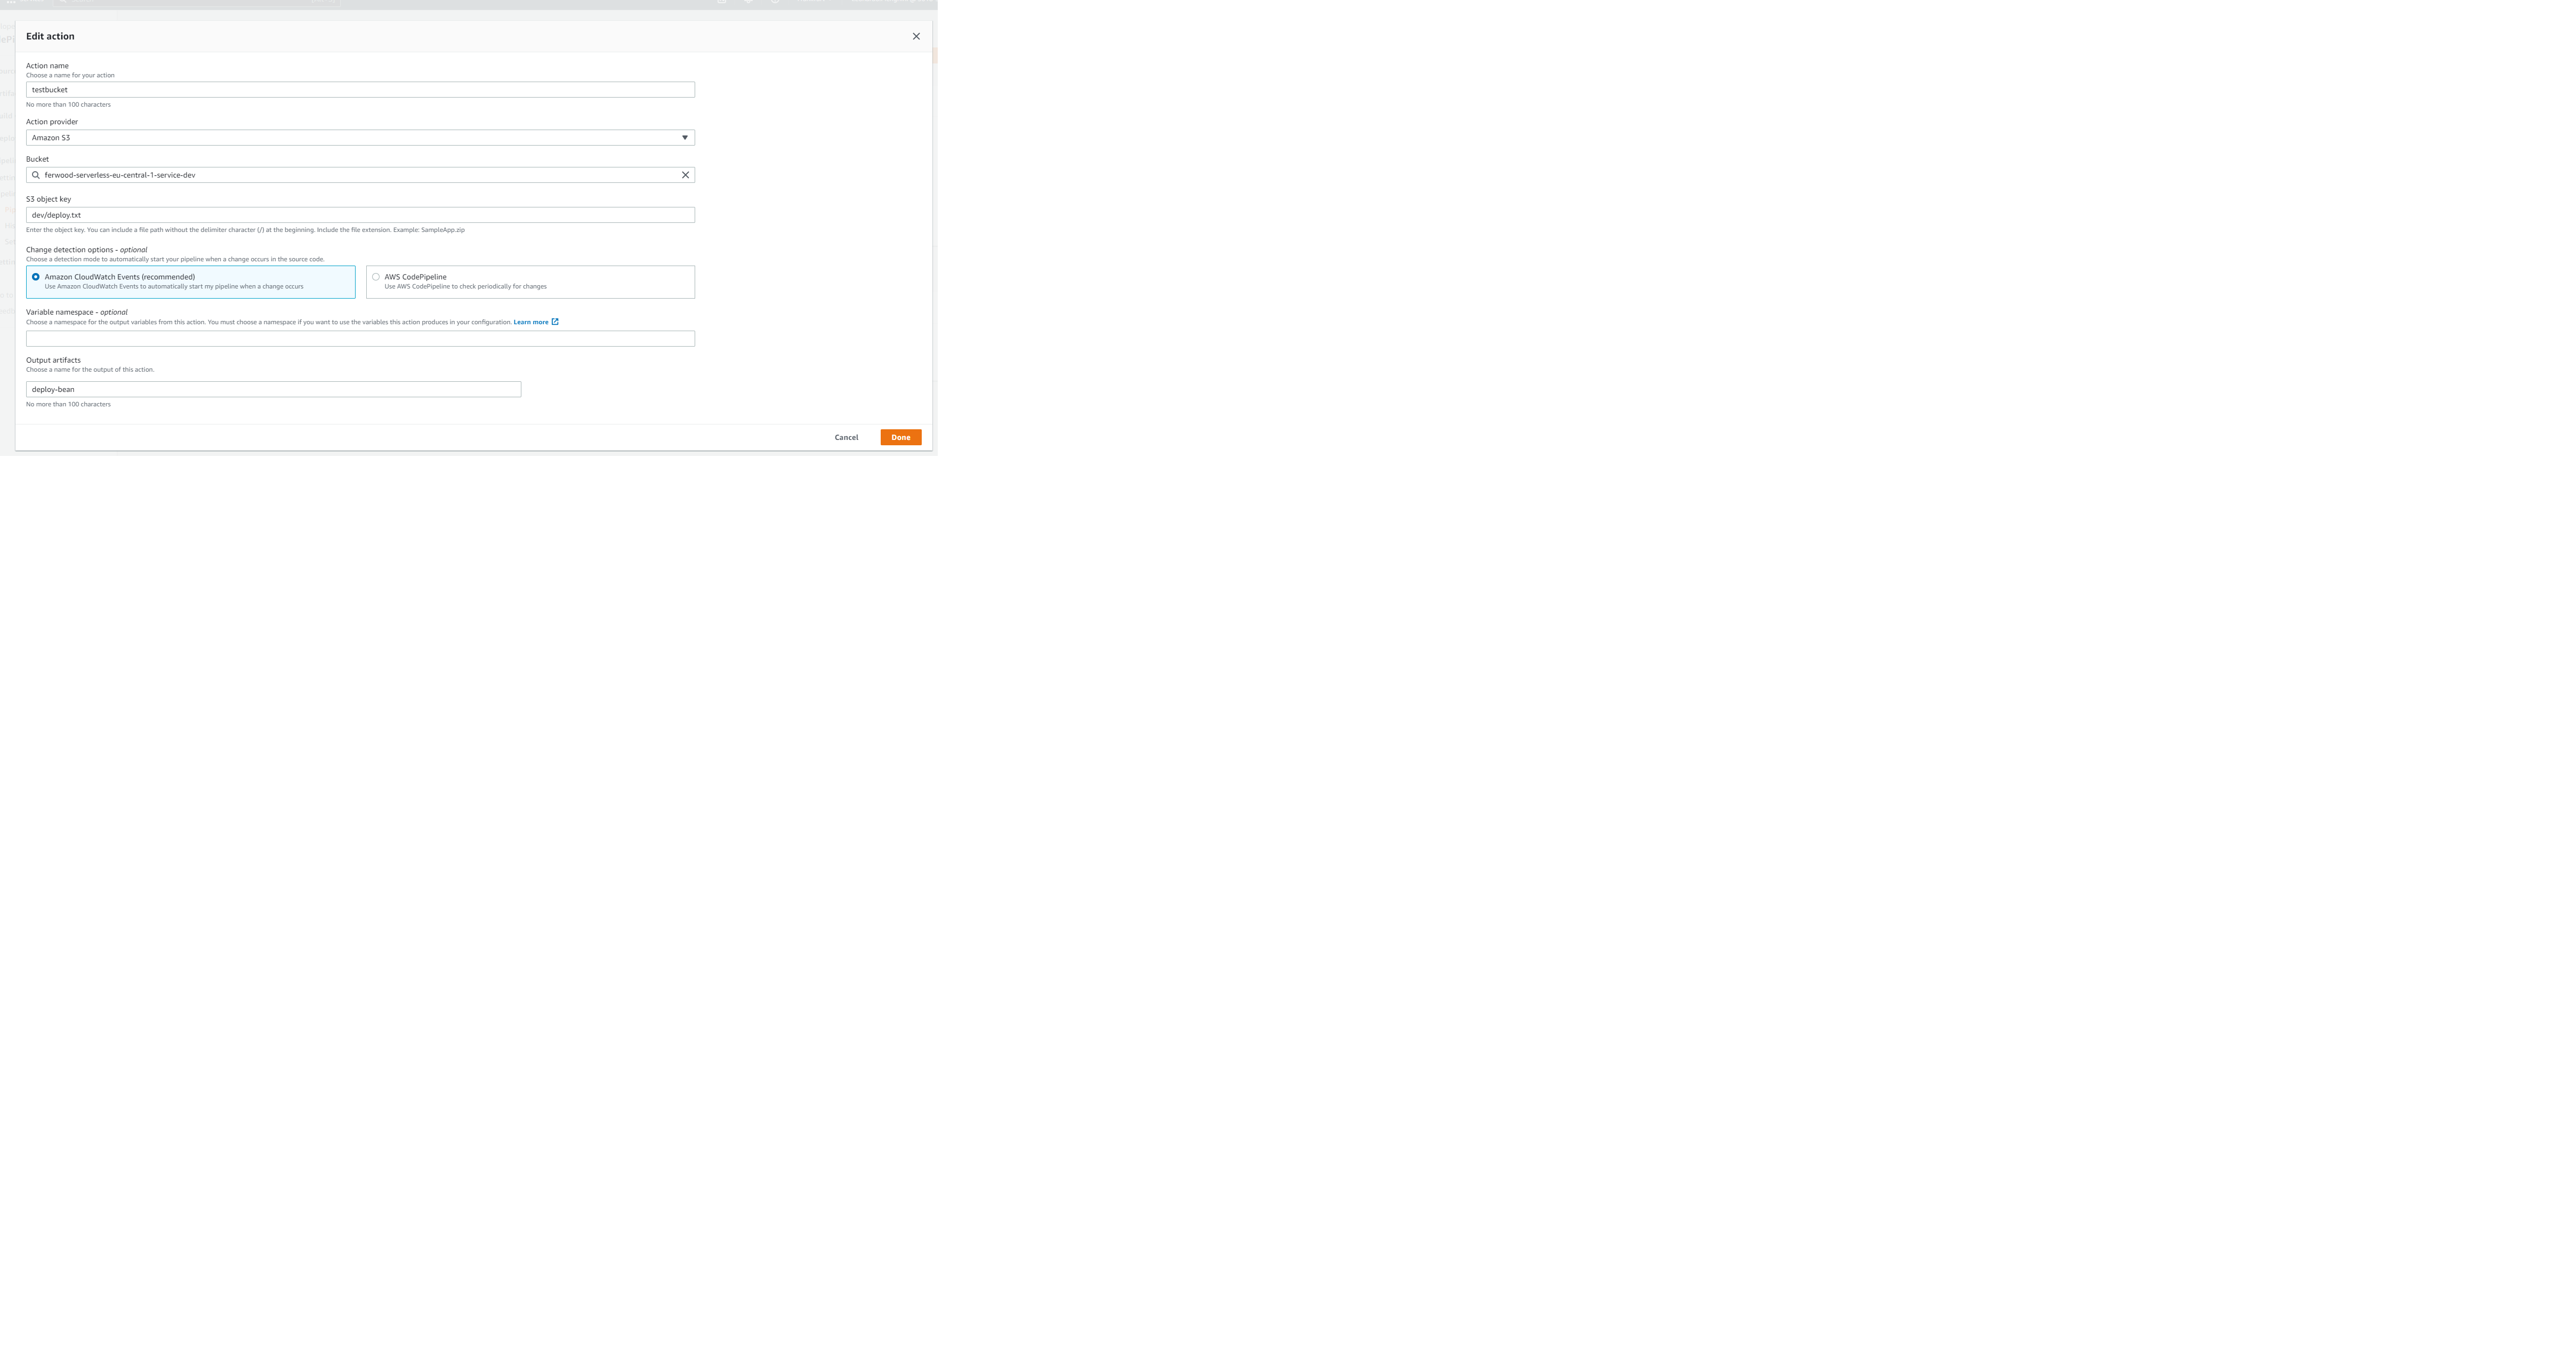 Edit action
Action name
Choose a name for your action
testbucket
No more than 100 characters
Action provider
Amazon S3
Bucket
ferwood-serverless-eu-central-1-service-dev
S3 object key
dev/deploy.txt
Enter the object key. You can include a file path without the delimiter character (/) at the beginning. Include the file extension. Example: SampleApp.zip
Change detection options - optional
Choose a detection mode to automatically start your pipeline when a change occurs in the source code.
Amazon CloudWatch Events (recommended)
Use Amazon CloudWatch Events to automatically start my pipeline when a change occurs
AWS CodePipeline
Use AWS CodePipeline to check periodically for changes
Variable namespace - optional
Choose a namespace for the output variables from this action. You must choose a namespace if you want to use the variables this action produces in your configuration. Learn more
Output artifacts
Choose a name for the output of this action.
deploy-bean
No more than 100 characters
Cancel
Done